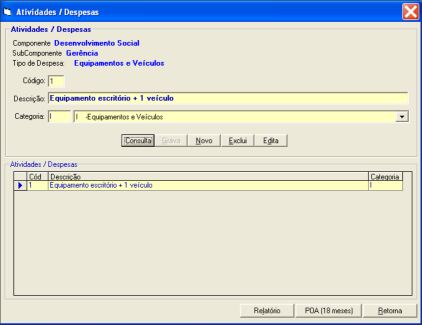 Atividades / Despesas
Atividades / Despesas
Componente Desenvolvimento Social
SubComponente Gerência
Tipo de Despesa: Equipamentos e Veículos
Código: 1
Descrição: Equipamento escritório + 1 veículo
Categoria: I I -Equipamentos e Veículos
Consulta Grava Novo Exclui Edita
Atividades / Despesas
Cód Descrição Categoria
1 Equipamento escritório + 1 veículo I
Relatório POA (18 meses) Retorna